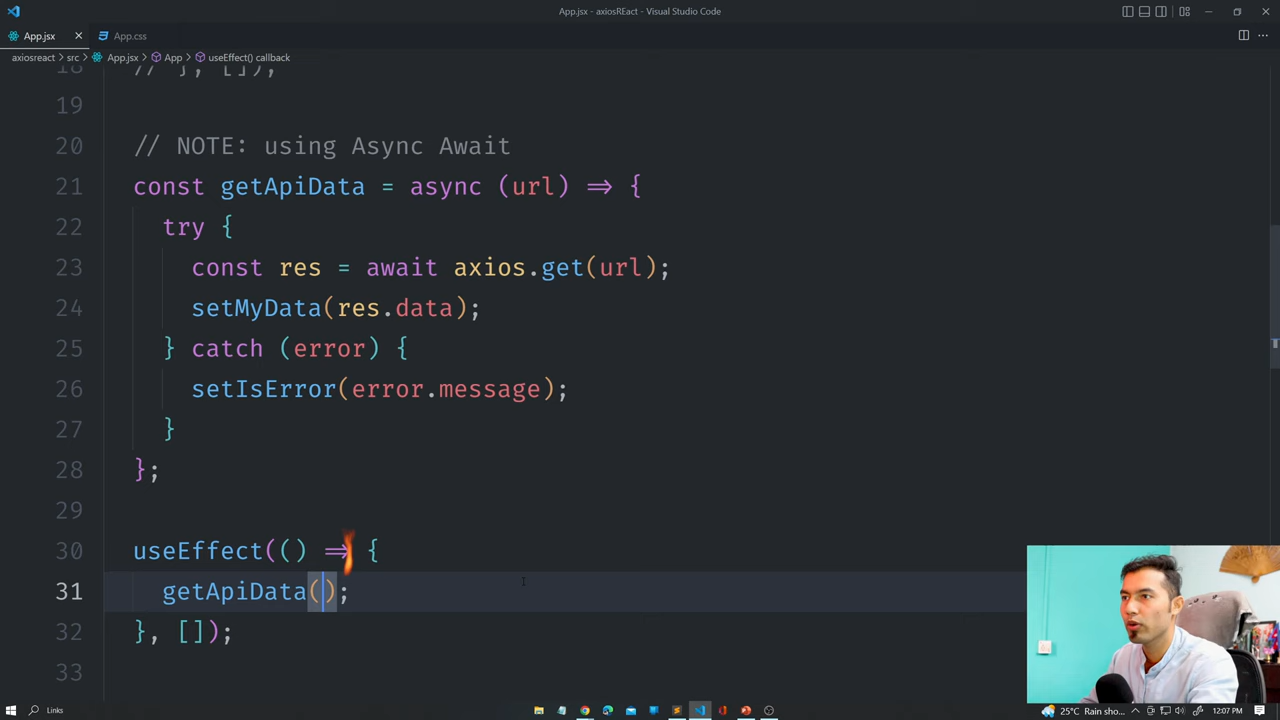 App.jsx - axiosREact - Visual Studio Code
App.jsx
App.css
axiosreact > src > App.jsx > App > useEffect() callback
18 // }, []);
19
20 // NOTE: using Async Await
21 const getApiData = async (url) => {
22 try {
23 const res = await axios.get(url);
24 setMyData(res.data);
25 } catch (error) {
26 setIsError(error.message);
27 }
28 };
29
30 useEffect(() => {
31 getApiData();
32 }, []);
33
Links
25°C Rain sho...
12:07 PM